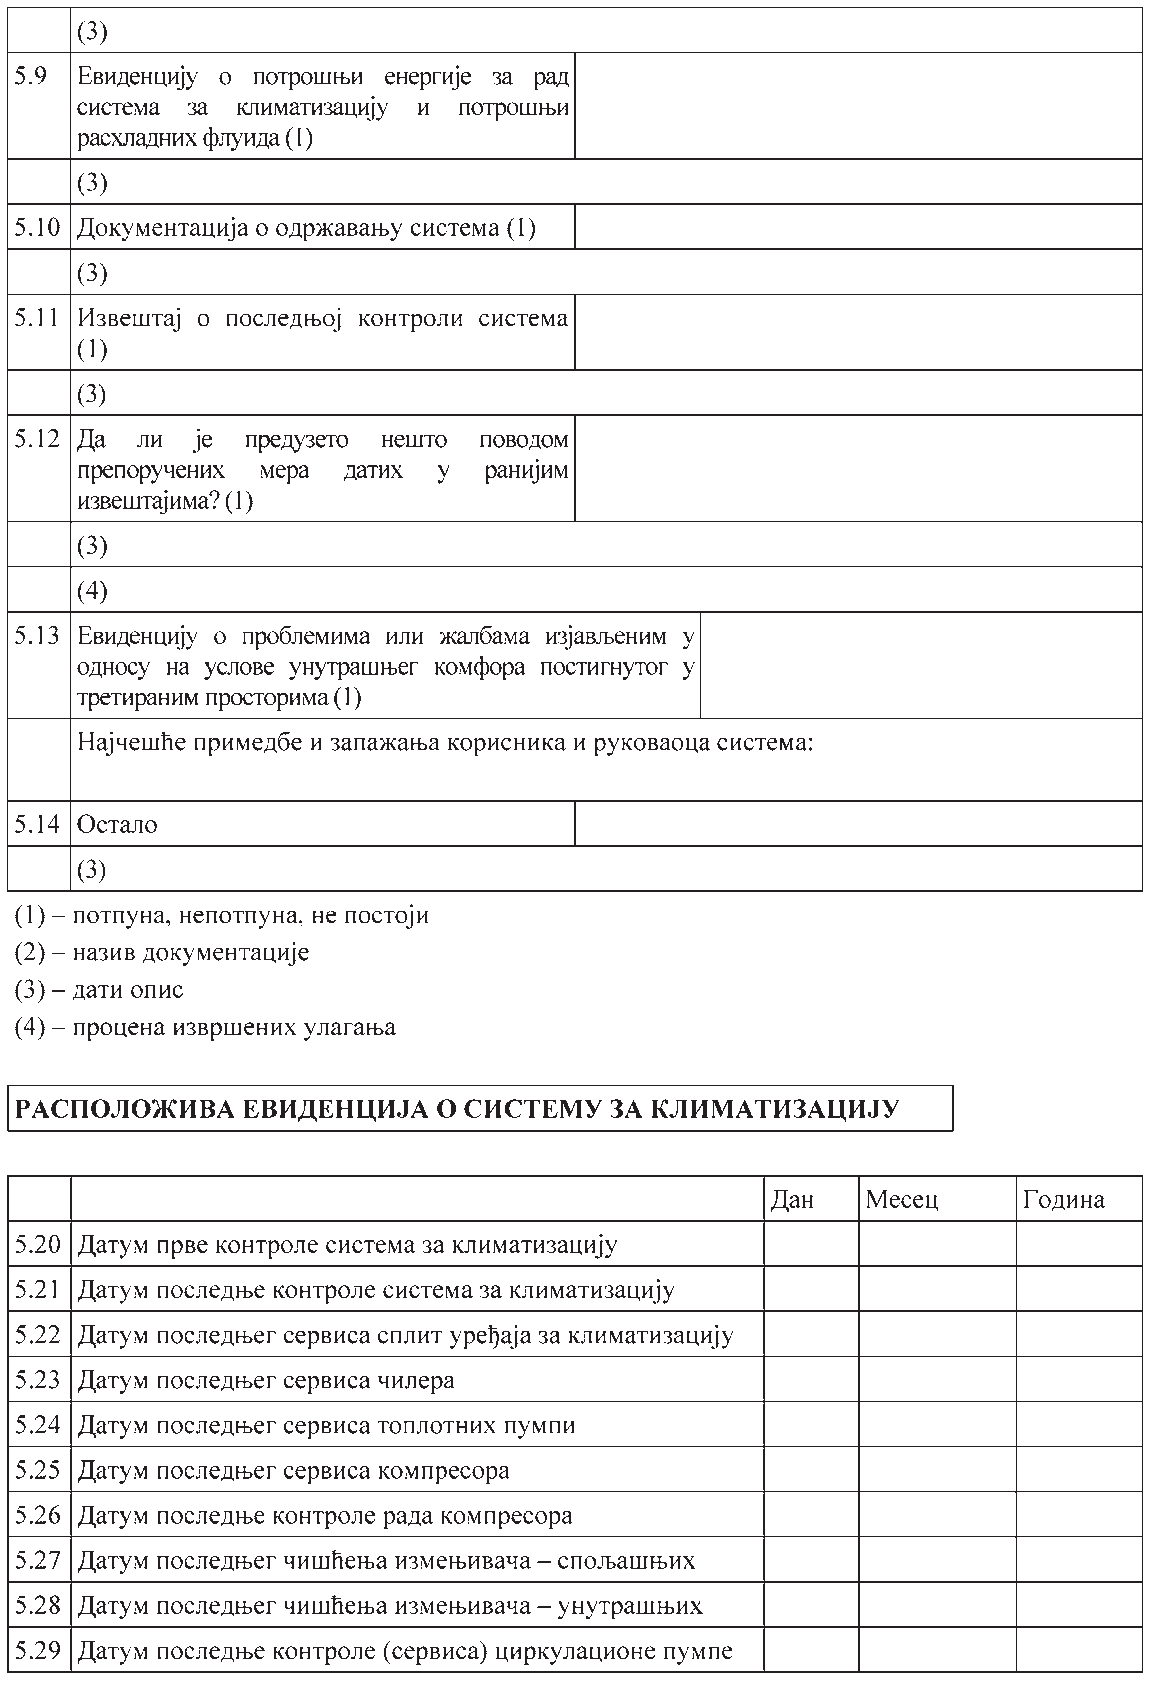 (3)
5.9 Евиденцију о потрошњи енергије за рад
система за климатизацију и потрошњи
расхладних флуида (1)
(3)
5.10 Документација о одржавању система (1)
(3)
5.11 Извештај о последњој контроли система
(1)
(3)
5.12 Да ли је предузето нешто поводом
препоручених мера датих у ранијим
извештајима? (1)
(3)
(4)
5.13 Евиденцију о проблемима или жалбама изјављеним у
односу на услове унутрашњег комфора постигнутог у
третираним просторима (1)
Најчешће примедбе и запажања корисника и руковаоца система:
5.14 Остало
(3)
(1) – потпуна, непотпуна, не постоји
(2) – назив документације
(3) – дати опис
(4) – процена извршених улагања
РАСПОЛОЖИВА ЕВИДЕНЦИЈА О СИСТЕМУ ЗА КЛИМАТИЗАЦИЈУ
Дан Месец Година
5.20 Датум прве контроле система за климатизацију
5.21 Датум последње контроле система за климатизацију
5.22 Датум последњег сервиса сплит уређаја за климатизацију
5.23 Датум последњег сервиса чилера
5.24 Датум последњег сервиса топлотних пумпи
5.25 Датум последњег сервиса компресора
5.26 Датум последње контроле рада компресора
5.27 Датум последњег чишћења измењивача – спољашњих
5.28 Датум последњег чишћења измењивача – унутрашњих
5.29 Датум последње контроле (сервиса) циркулационе пумпе